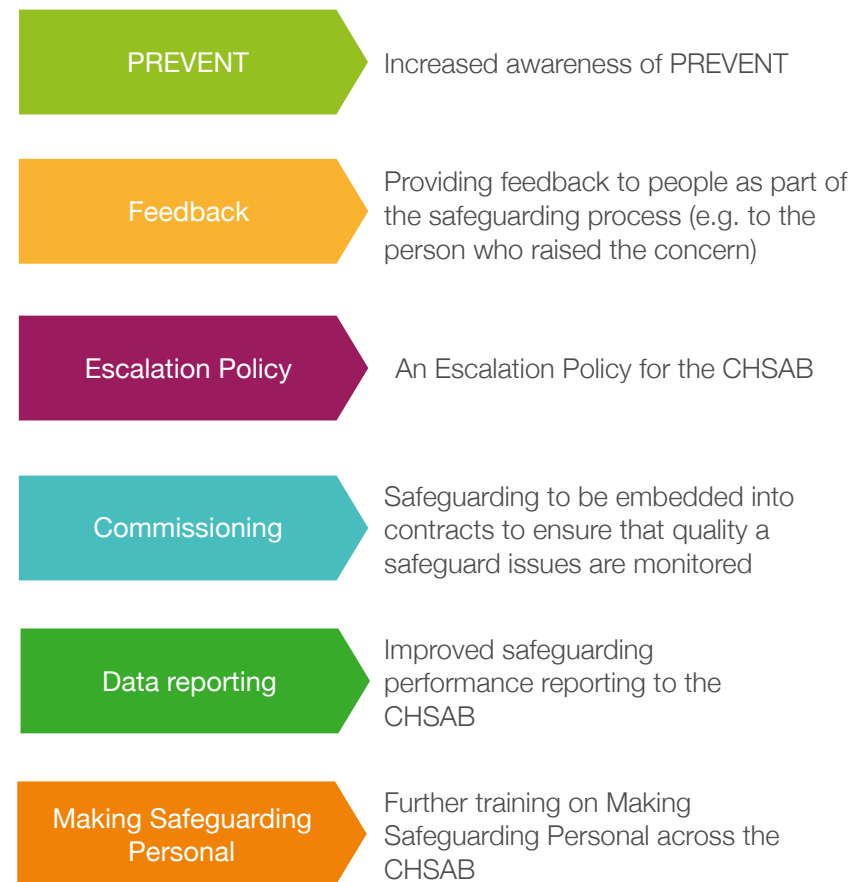 PREVENT
Increased awareness of PREVENT
Feedback
Providing feedback to people as part of
the safeguarding process (e.g. to the
person who raised the concern)
Escalation Policy
An Escalation Policy for the CHSAB
Commissioning
Safeguarding to be embedded into
contracts to ensure that quality a
safeguard issues are monitored
Data reporting
Improved safeguarding
performance reporting to the
CHSAB
Making Safeguarding
Personal
Further training on Making
Safeguarding Personal across the
CHSAB